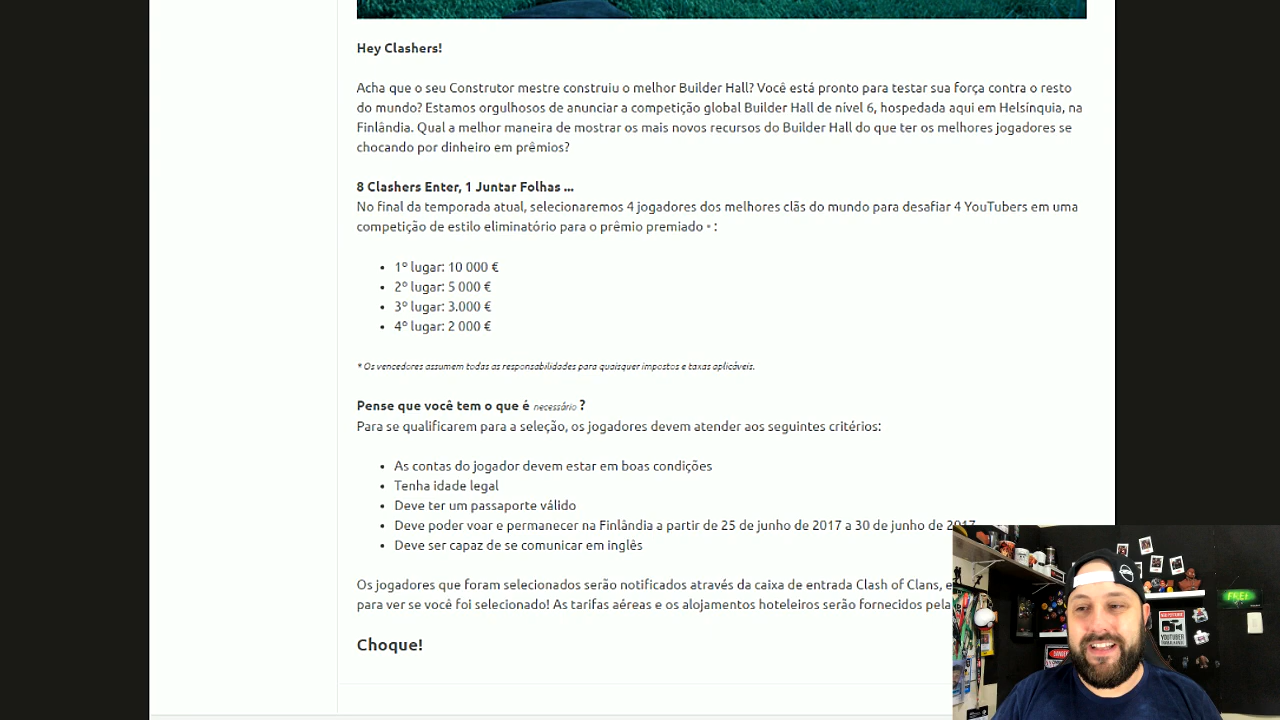 Hey Clashers!
Acha que o seu Construtor mestre construiu o melhor Builder Hall? Você está pronto para testar sua força contra o resto
do mundo? Estamos orgulhosos de anunciar a competição global Builder Hall de nível 6, hospedada aqui em Helsínquia, na
Finlândia. Qual a melhor maneira de mostrar os mais novos recursos do Builder Hall do que ter os melhores jogadores se
chocando por dinheiro em prêmios?
8 Clashers Enter, 1 Juntar Folhas ...
No final da temporada atual, selecionaremos 4 jogadores dos melhores clãs do mundo para desafiar 4 YouTubers em uma
competição de estilo eliminatório para o prêmio premiado * :
• 1º lugar: 10 000 €
• 2º lugar: 5 000 €
• 3º lugar: 3.000 €
• 4º lugar: 2 000 €
* Os vencedores assumem todas as responsabilidades para quaisquer impostos e taxas aplicáveis.
Pense que você tem o que é necessário ?
Para se qualificarem para a seleção, os jogadores devem atender aos seguintes critérios:
• As contas do jogador devem estar em boas condições
• Tenha idade legal
• Deve ter um passaporte válido
• Deve poder voar e permanecer na Finlândia a partir de 25 de junho de 2017 a 30 de junho de 2017
• Deve ser capaz de se comunicar em inglês
Os jogadores que foram selecionados serão notificados através da caixa de entrada Clash of Clans,
para ver se você foi selecionado! As tarifas aéreas e os alojamentos hoteleiros serão fornecidos pela
Choque!
FREE
YOUTUBER
DANGER